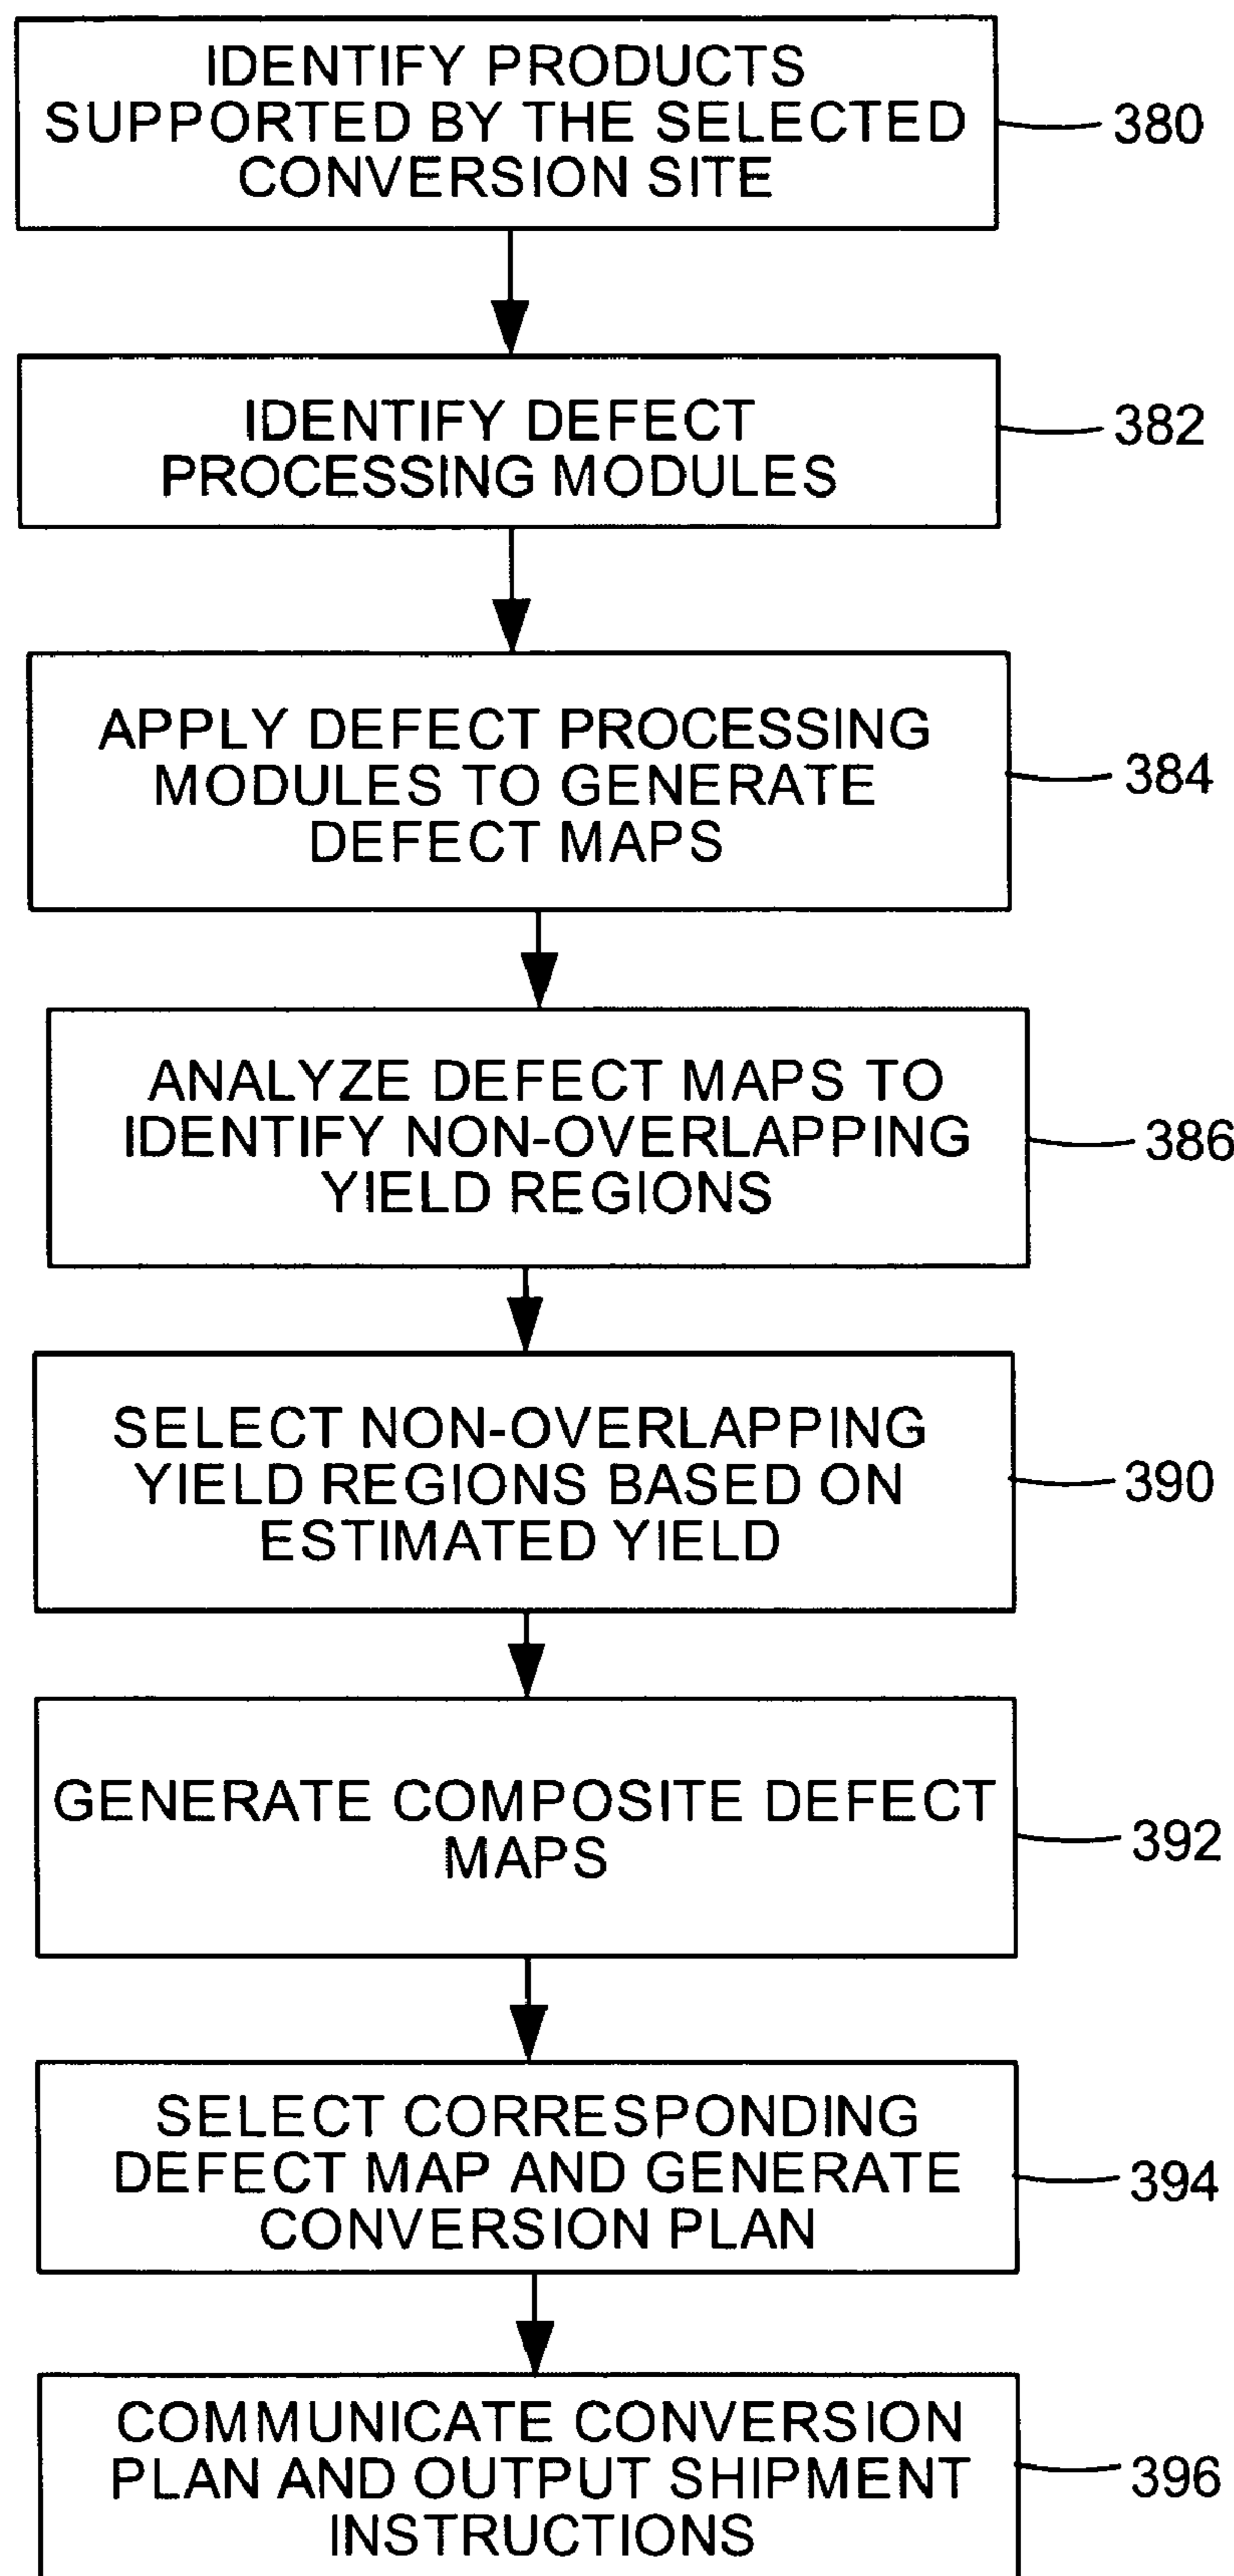 IDENTIFY PRODUCTS
SUPPORTED BY THE SELECTED
CONVERSION SITE
380
IDENTIFY DEFECT
PROCESSING MODULES
382
APPLY DEFECT PROCESSING
MODULES TO GENERATE
DEFECT MAPS
384
ANALYZE DEFECT MAPS TO
IDENTIFY NON-OVERLAPPING
YIELD REGIONS
386
SELECT NON-OVERLAPPING
YIELD REGIONS BASED ON
ESTIMATED YIELD
390
GENERATE COMPOSITE DEFECT
MAPS
392
SELECT CORRESPONDING
DEFECT MAP AND GENERATE
CONVERSION PLAN
394
COMMUNICATE CONVERSION
PLAN AND OUTPUT SHIPMENT
INSTRUCTIONS
396